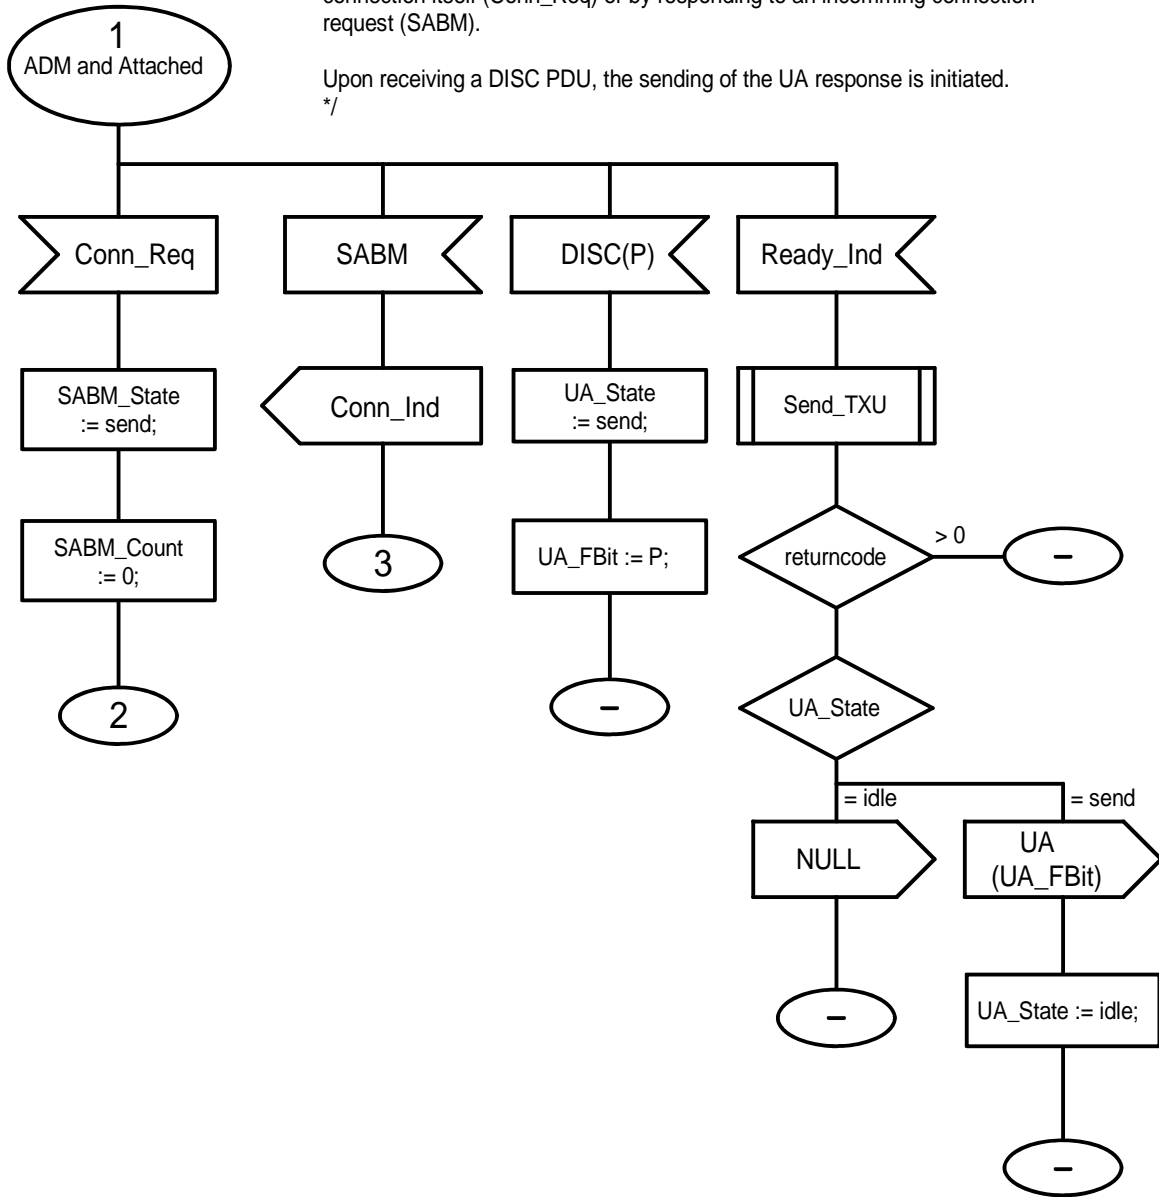 connection itself (Conn_Req) or by responding to an incomming connection
request (SABM).
Upon receiving a DISC PDU, the sending of the UA response is initiated.
*/
1
ADM and Attached
Conn_Req
SABM
DISC(P)
Ready_Ind
SABM_State
:= send;
Conn_Ind
UA_State
:= send;
Send_TXU
SABM_Count
:= 0;
3
UA_FBit := P;
returncode
> 0
–
2
–
UA_State
= idle
= send
NULL
UA
(UA_FBit)
–
UA_State := idle;
–